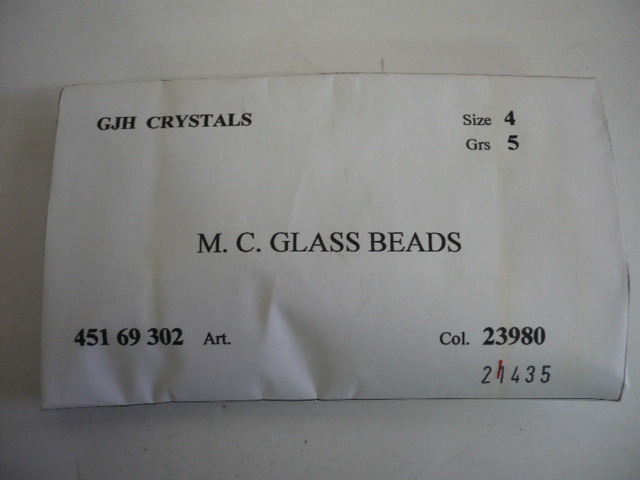 GJH CRYSTALS
Size 4
Grs 5
M. C. GLASS BEADS
451 69 302 Art.
Col. 23980
21435